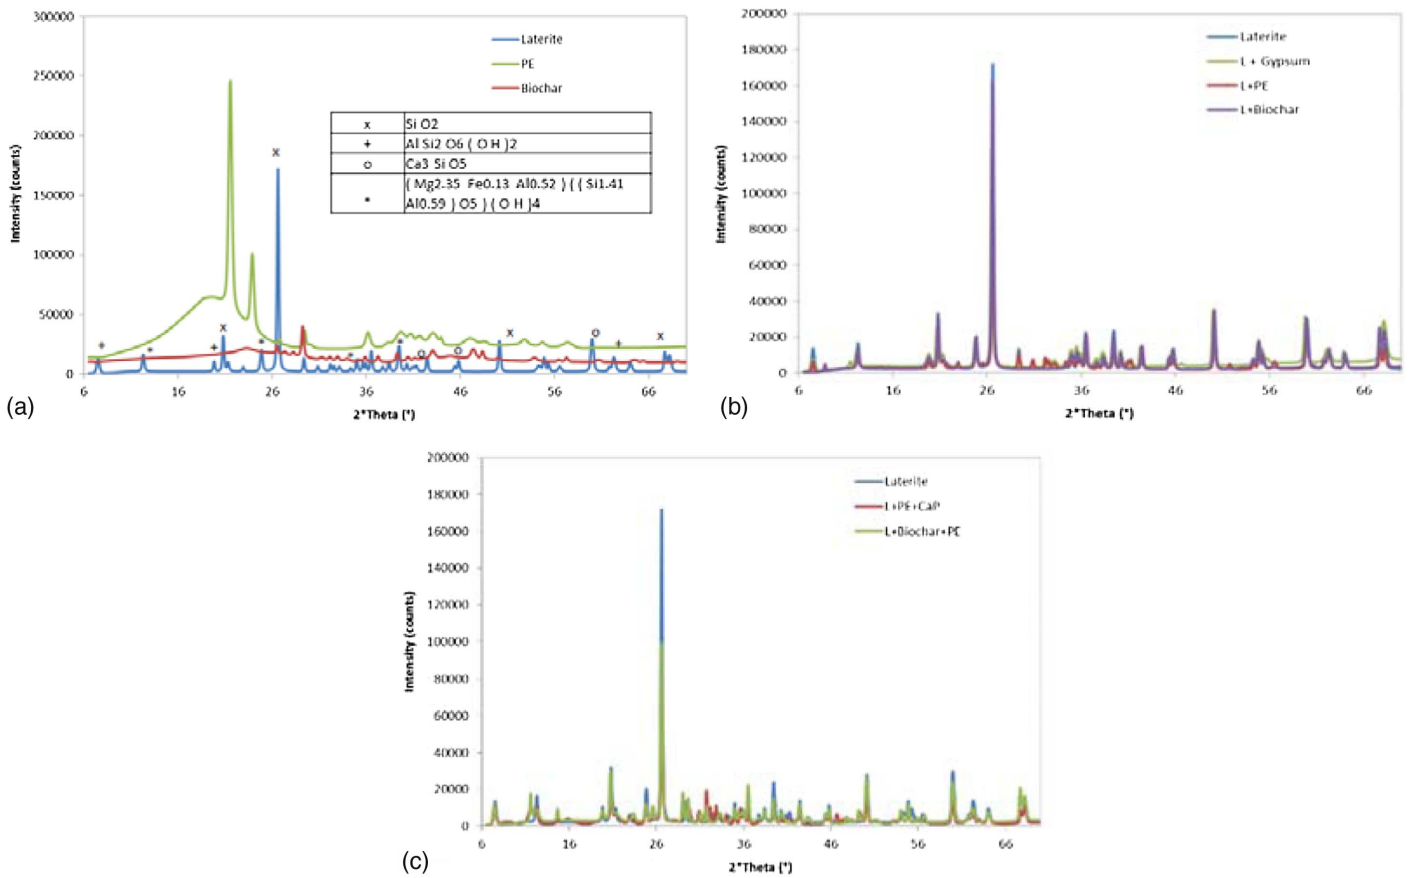 300000
250000
200000
150000
100000
50000
0
6
16
26
36
46
56
66
Intensity (counts)
2*Theta (°)
Laterite
PE
Biochar
x Si O2
+ Al Si2 O6 ( O H )2
o Ca3 Si O5
* ( Mg2.35 Fe0.13 Al0.52 ) ( ( Si1.41
Al0.59 ) O5 ) ( O H )4
+
*
+
x
*
x
*
*
o
o
x
o
+
x
(a)
200000
180000
160000
140000
120000
100000
80000
60000
40000
20000
0
6
16
26
36
46
56
66
Intensity (counts)
2*Theta (°)
Laterite
L + Gypsum
L+PE
L+Biochar
(b)
200000
180000
160000
140000
120000
100000
80000
60000
40000
20000
0
6
16
26
36
46
56
66
Intensity (counts)
2*Theta (°)
Laterite
L+PE+CaP
L+Biochar+PE
(c)